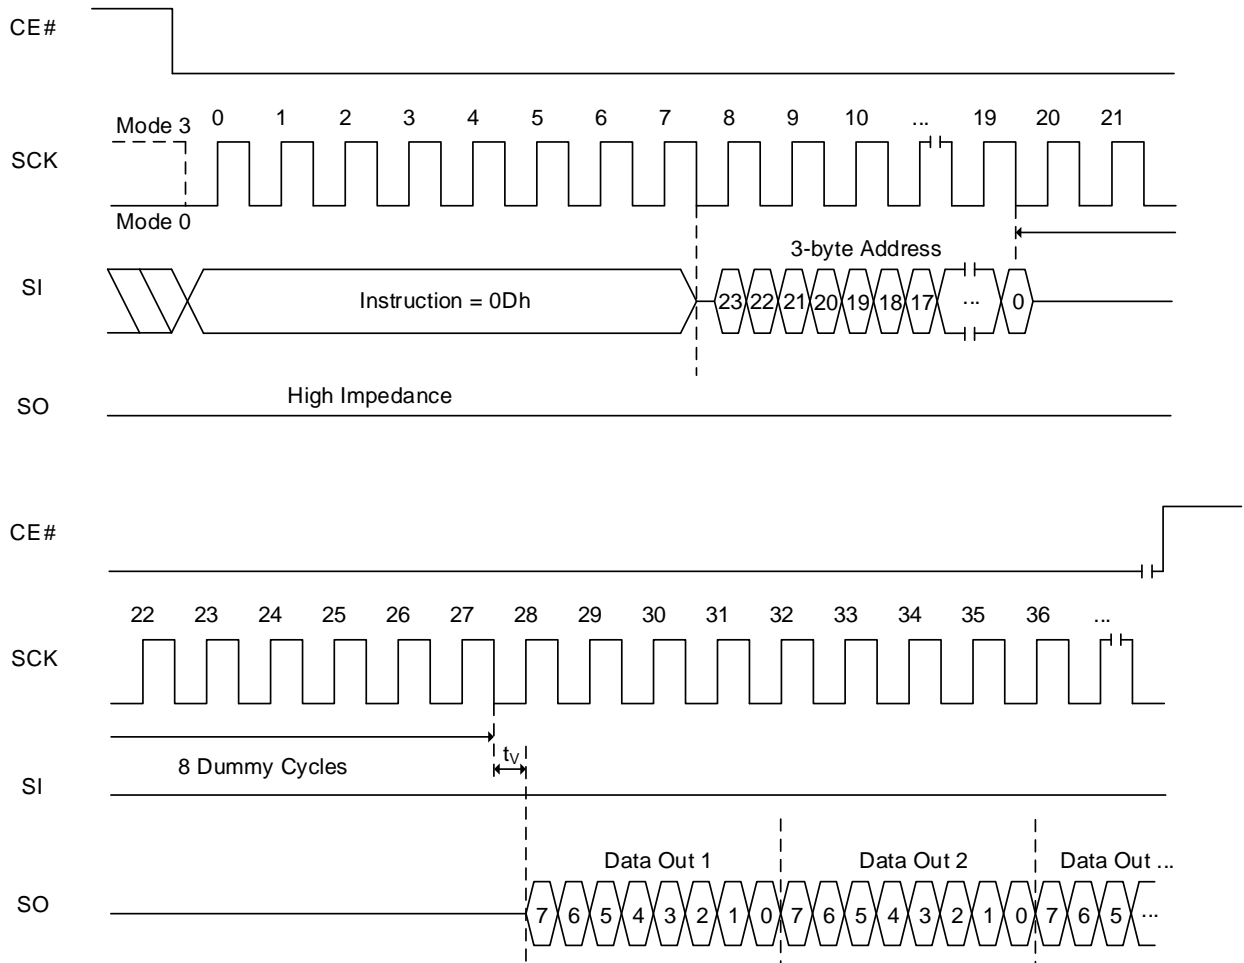 CE#
Mode 3
0 1 2 3 4 5 6 7 8 9 10 ... 19 20 21
SCK
Mode 0
3-byte Address
SI
Instruction = 0Dh
23 22 21 20 19 18 17 ... 0
High Impedance
SO
CE#
22 23 24 25 26 27 28 29 30 31 32 33 34 35 36 ...
SCK
8 Dummy Cycles
tV
SI
Data Out 1 Data Out 2 Data Out ...
SO
7 6 5 4 3 2 1 0 7 6 5 4 3 2 1 0 7 6 5 ...